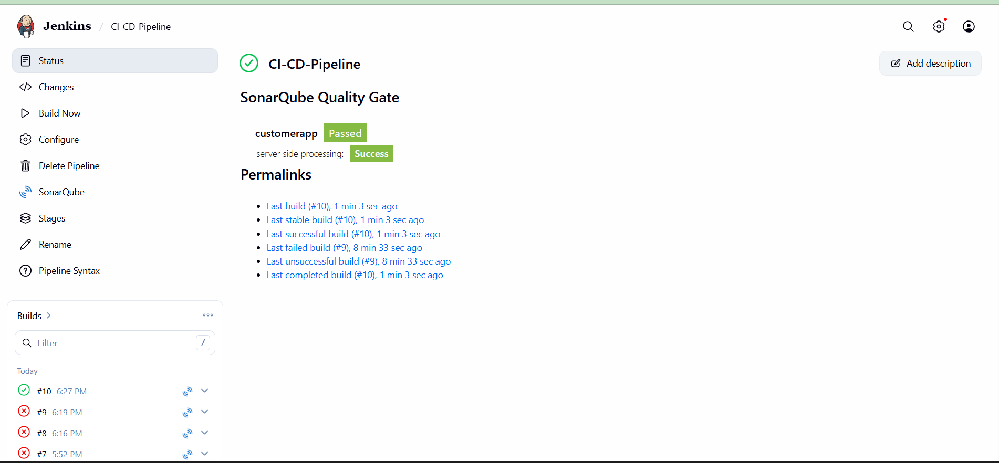 Jenkins / CI-CD-Pipeline
Status
Changes
Build Now
Configure
Delete Pipeline
SonarQube
Stages
Rename
Pipeline Syntax
Builds
Filter /
Today
#10 6:27 PM
#9 6:19 PM
#8 6:16 PM
#7 5:52 PM
CI-CD-Pipeline
Add description
SonarQube Quality Gate
customerapp Passed
server-side processing: Success
Permalinks
Last build (#10), 1 min 3 sec ago
Last stable build (#10), 1 min 3 sec ago
Last successful build (#10), 1 min 3 sec ago
Last failed build (#9), 8 min 33 sec ago
Last unsuccessful build (#9), 8 min 33 sec ago
Last completed build (#10), 1 min 3 sec ago